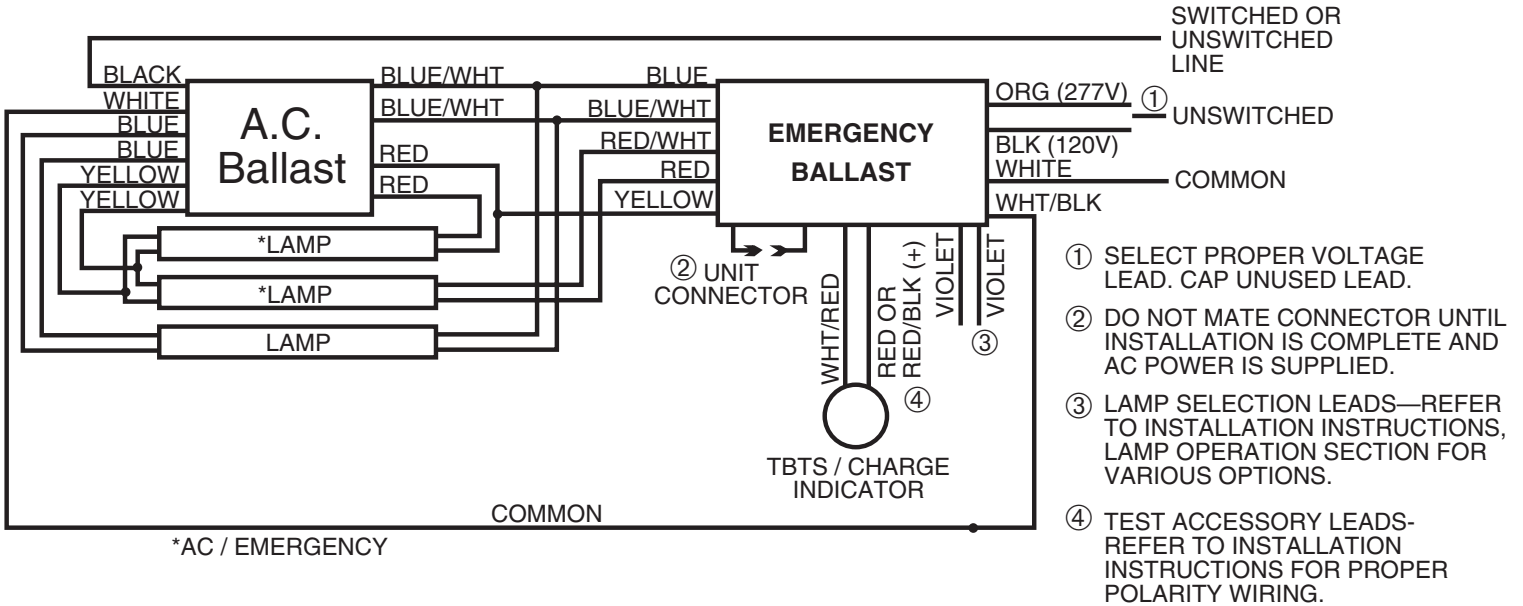 SWITCHED OR
UNSWITCHED
LINE
BLACK
WHITE
BLUE
BLUE
YELLOW
YELLOW
A.C.
Ballast
BLUE/WHT
BLUE/WHT
RED
RED
BLUE
BLUE/WHT
RED/WHT
RED
YELLOW
EMERGENCY
BALLAST
ORG (277V)
①
UNSWITCHED
BLK (120V)
WHITE
COMMON
WHT/BLK
*LAMP
*LAMP
LAMP
② UNIT
CONNECTOR
WHT/RED
RED OR
RED/BLK (+)
④
VIOLET
VIOLET
③
TBTS / CHARGE
INDICATOR
COMMON
*AC / EMERGENCY
① SELECT PROPER VOLTAGE
LEAD. CAP UNUSED LEAD.
② DO NOT MATE CONNECTOR UNTIL
INSTALLATION IS COMPLETE AND
AC POWER IS SUPPLIED.
③ LAMP SELECTION LEADS—REFER
TO INSTALLATION INSTRUCTIONS,
LAMP OPERATION SECTION FOR
VARIOUS OPTIONS.
④ TEST ACCESSORY LEADS-
REFER TO INSTALLATION
INSTRUCTIONS FOR PROPER
POLARITY WIRING.